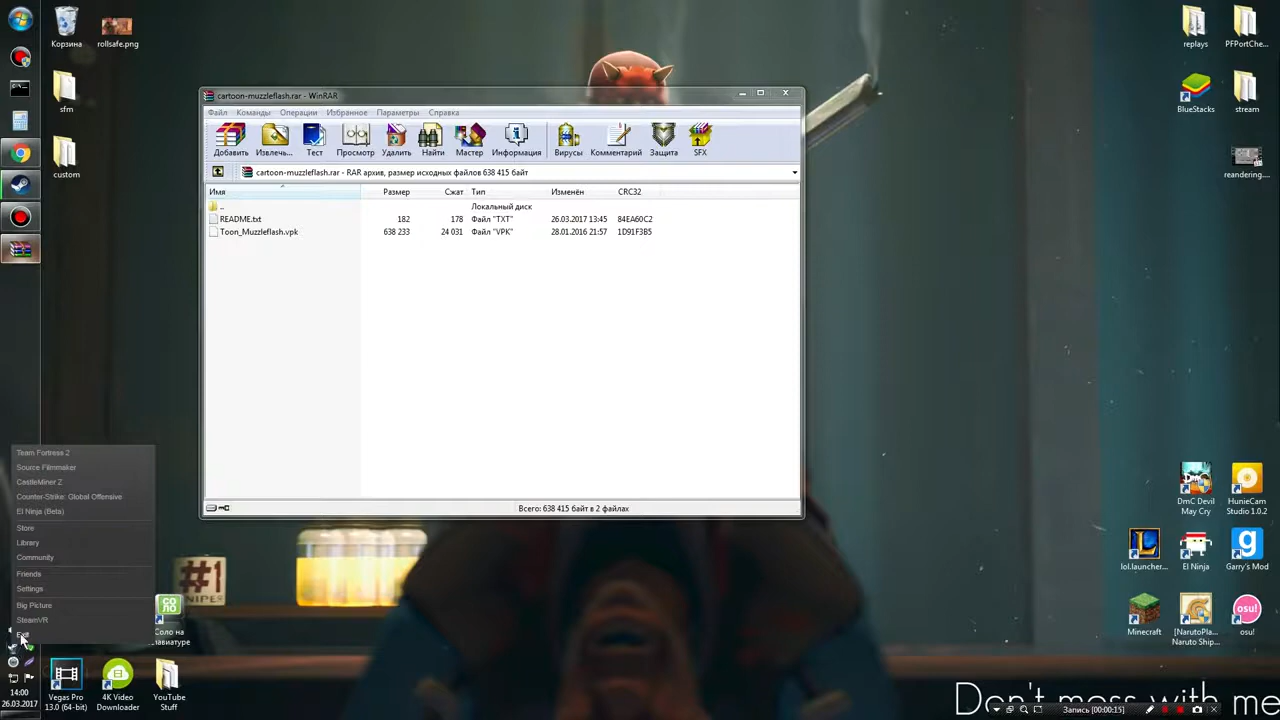 Корзина
rollsafe.png
sfm
custom
replays
PFPortChe...
BlueStacks
stream
reandering....
cartoon-muzzleflash.rar - WinRAR
Файл Команды Операции Избранное Параметры Справка
Добавить Извлечь... Тест Просмотр Удалить Найти Мастер Информация Вирусы Комментарий Защита SFX
cartoon-muzzleflash.rar - RAR архив, размер исходных файлов 638 415 байт
Имя Размер Сжат Тип Изменён CRC32
.. Локальный диск
README.txt 182 178 Файл "TXT" 26.03.2017 13:45 84EA60C2
Toon_Muzzleflash.vpk 638 233 24 031 Файл "VPK" 28.01.2016 21:57 1D91F3B5
Всего: 638 415 байт в 2 файлах
Team Fortress 2
Source Filmmaker
CastleMiner Z
Counter-Strike: Global Offensive
El Ninja (Beta)
Store
Library
Community
Friends
Settings
Big Picture
SteamVR
Exit
#1
Соло на
DmC Devil
May Cry
HunieCam
Studio 1.0.2
lol.launcher...
El Ninja
Garry's Mod
Minecraft
[NarutoPla...
Naruto Ship...
osu!
Vegas Pro
13.0 (64-bit)
4K Video
Downloader
YouTube
Stuff
14:00
26.03.2017
Don't mess with me
Запись [00:00:15]